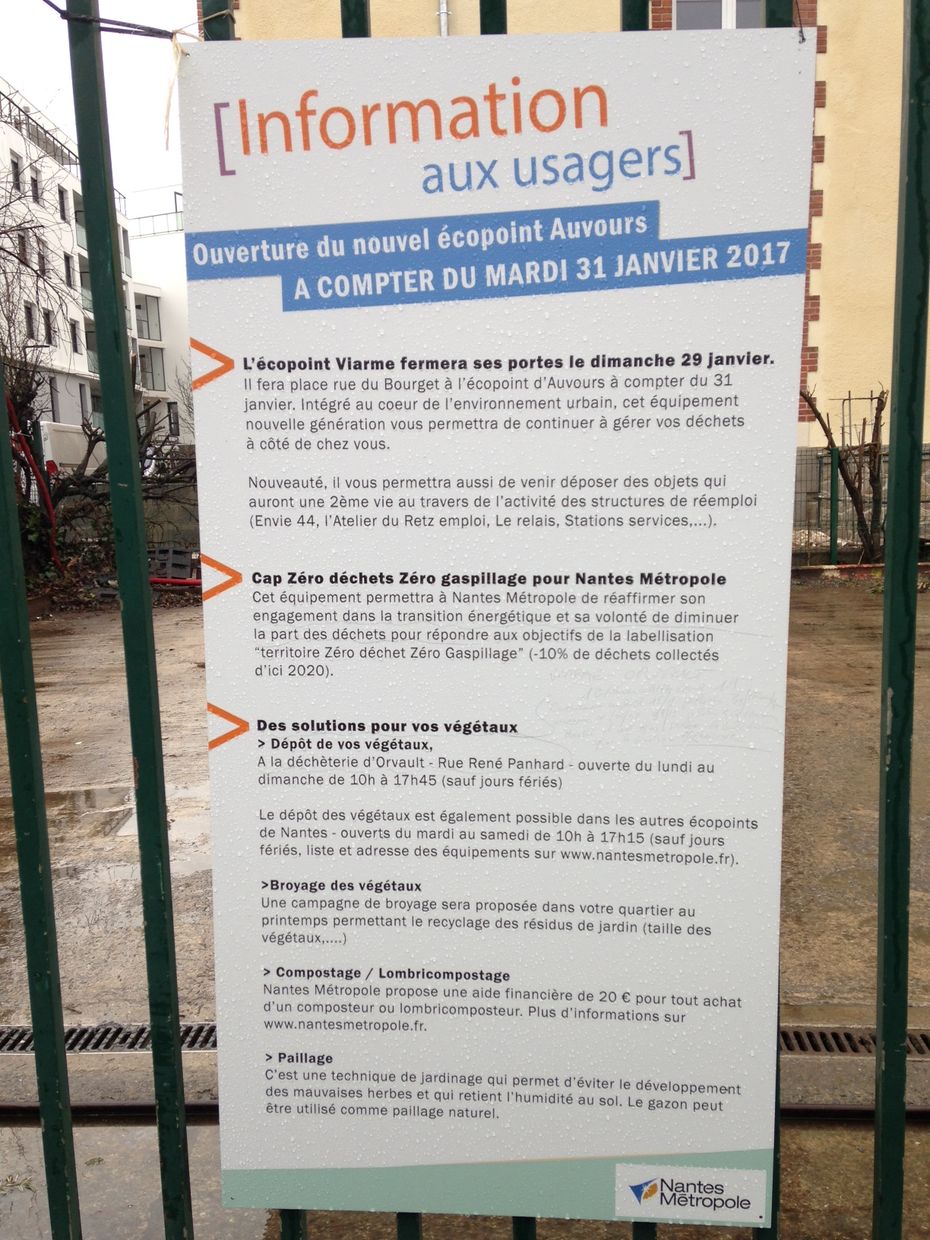 [Information
aux usagers]
Ouverture du nouvel écopoint Auvours
A COMPTER DU MARDI 31 JANVIER 2017
L'écopoint Viarme fermera ses portes le dimanche 29 janvier.
Il fera place rue du Bourget à l'écopoint d'Auvours à compter du 31
janvier. Intégré au coeur de l'environnement urbain, cet équipement
nouvelle génération vous permettra de continuer à gérer vos déchets
à côté de chez vous.
Nouveauté, il vous permettra aussi de venir déposer des objets qui
auront une 2ème vie au travers de l'activité des structures de réemploi
(Envie 44, l'Atelier du Retz emploi, Le relais, Stations services,...).
Cap Zéro déchets Zéro gaspillage pour Nantes Métropole
Cet équipement permettra à Nantes Métropole de réaffirmer son
engagement dans la transition énergétique et sa volonté de diminuer
la part des déchets pour répondre aux objectifs de la labellisation
"territoire Zéro déchet Zéro Gaspillage" (-10% de déchets collectés
d'ici 2020).
Des solutions pour vos végétaux
> Dépôt de vos végétaux,
A la déchèterie d'Orvault - Rue René Panhard - ouverte du lundi au
dimanche de 10h à 17h45 (sauf jours fériés)
Le dépôt des végétaux est également possible dans les autres écopoints
de Nantes - ouverts du mardi au samedi de 10h à 17h15 (sauf jours
fériés, liste et adresse des équipements sur www.nantesmetropole.fr).
>Broyage des végétaux
Une campagne de broyage sera proposée dans votre quartier au
printemps permettant le recyclage des résidus de jardin (taille des
végétaux,....)
> Compostage / Lombricompostage
Nantes Métropole propose une aide financière de 20 € pour tout achat
d'un composteur ou lombricomposteur. Plus d'informations sur
www.nantesmetropole.fr.
> Paillage
C'est une technique de jardinage qui permet d'éviter le développement
des mauvaises herbes et qui retient l'humidité au sol. Le gazon peut
être utilisé comme paillage naturel.
Nantes
Métropole